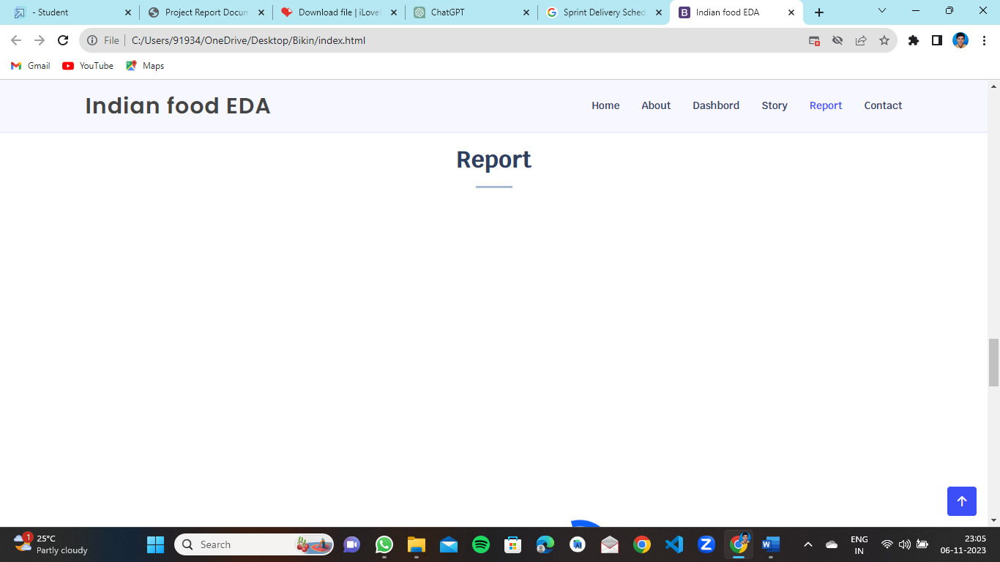 - Student
Project Report Docum
Download file | iLovel
ChatGPT
Sprint Delivery Sched
Indian food EDA
File
C:/Users/91934/OneDrive/Desktop/Bikin/index.html
Gmail
YouTube
Maps
Indian food EDA
Home
About
Dashbord
Story
Report
Contact
Report
1
25°C
Partly cloudy
Search
ENG
IN
23:05
06-11-2023